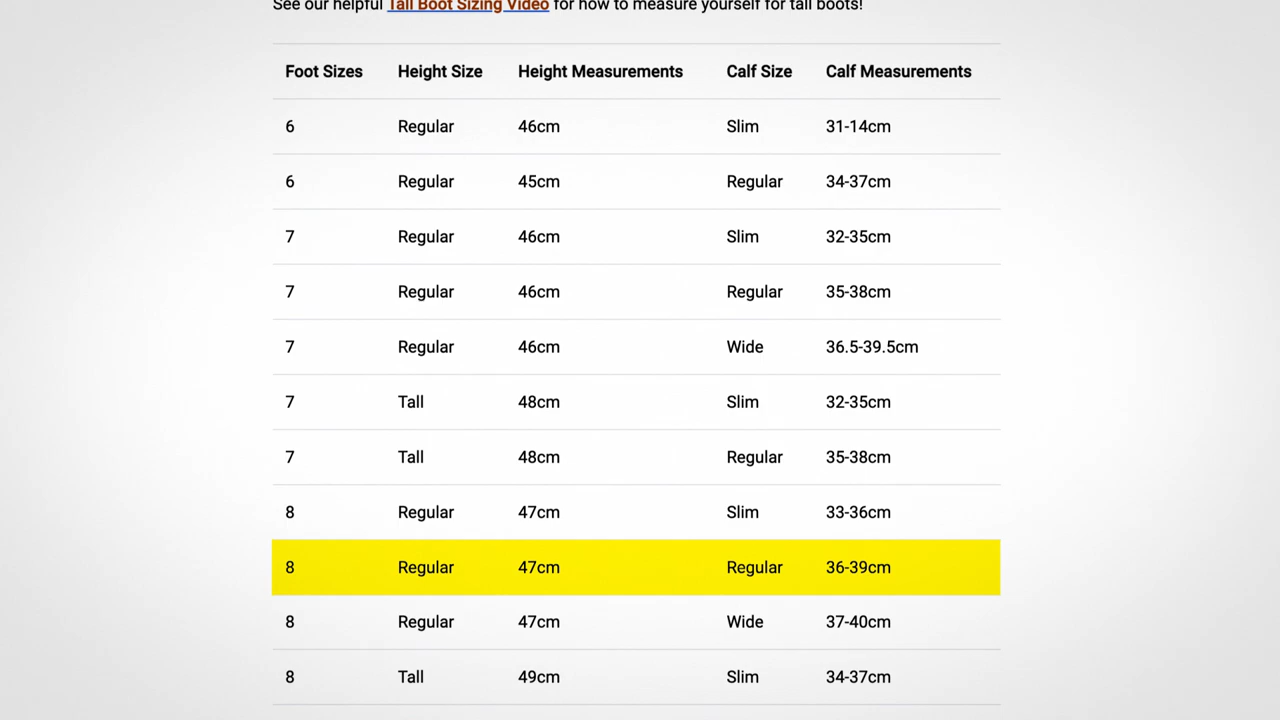 See our helpful Tall Boot Sizing Video for how to measure yourself for tall boots!
Foot Sizes Height Size Height Measurements Calf Size Calf Measurements
6 Regular 46cm Slim 31-14cm
6 Regular 45cm Regular 34-37cm
7 Regular 46cm Slim 32-35cm
7 Regular 46cm Regular 35-38cm
7 Regular 46cm Wide 36.5-39.5cm
7 Tall 48cm Slim 32-35cm
7 Tall 48cm Regular 35-38cm
8 Regular 47cm Slim 33-36cm
8 Regular 47cm Regular 36-39cm
8 Regular 47cm Wide 37-40cm
8 Tall 49cm Slim 34-37cm